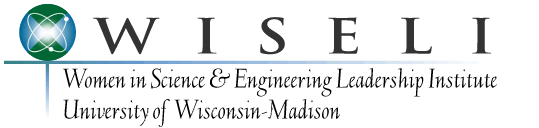 WISELI
Women in Science & Engineering Leadership Institute
University of Wisconsin-Madison